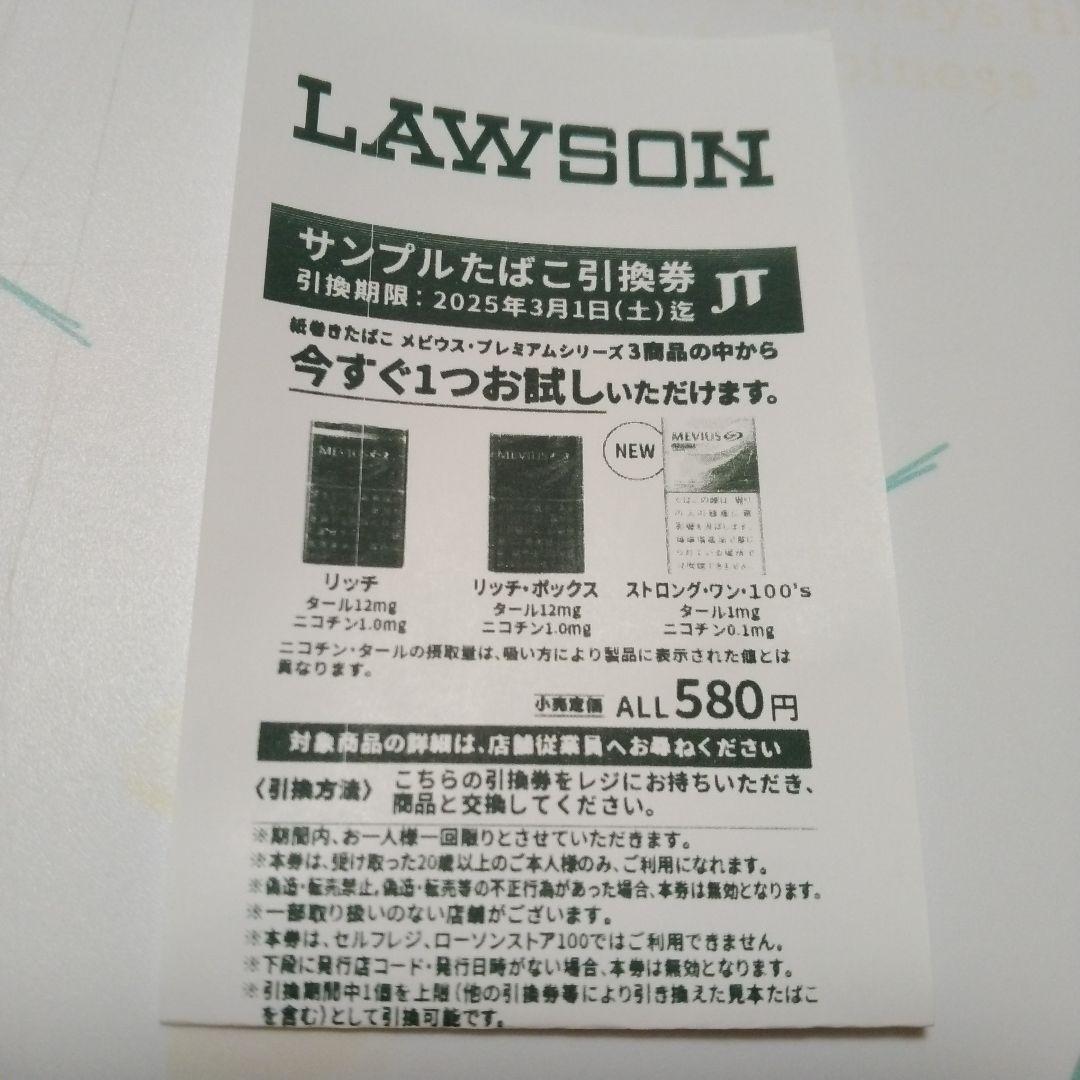 LAWSON
サンプルたばこ引換券
引換期限：2025年3月1日(土)迄
JT
紙巻きたばこ メビウス・プレミアムシリーズ3商品の中から
今すぐ1つお試しいただけます。
MEVIUS
MEVIUS
NEW
MEVIUS
リッチ
タール12mg
ニコチン1.0mg
リッチ・ボックス
タール12mg
ニコチン1.0mg
ストロング・ワン・100's
タール1mg
ニコチン0.1mg
ニコチン・タールの摂取量は、吸い方により製品に表示された値とは
異なります。
小売定価 ALL580円
対象商品の詳細は、店舗従業員へお尋ねください
〈引換方法〉 こちらの引換券をレジにお持ちいただき、
商品と交換してください。
※期間内、お一人様一回限りとさせていただきます。
※本券は、受け取った20歳以上のご本人様のみ、ご利用になれます。
※偽造・転売禁止。偽造・転売等の不正行為があった場合、本券は無効となります。
※一部取り扱いのない店舗がございます。
※本券は、セルフレジ、ローソンストア100ではご利用できません。
※下段に発行店コード・発行日時がない場合、本券は無効となります。
※引換期間中1個を上限(他の引換券等により引き換えた見本たばこ
を含む)として引換可能です。